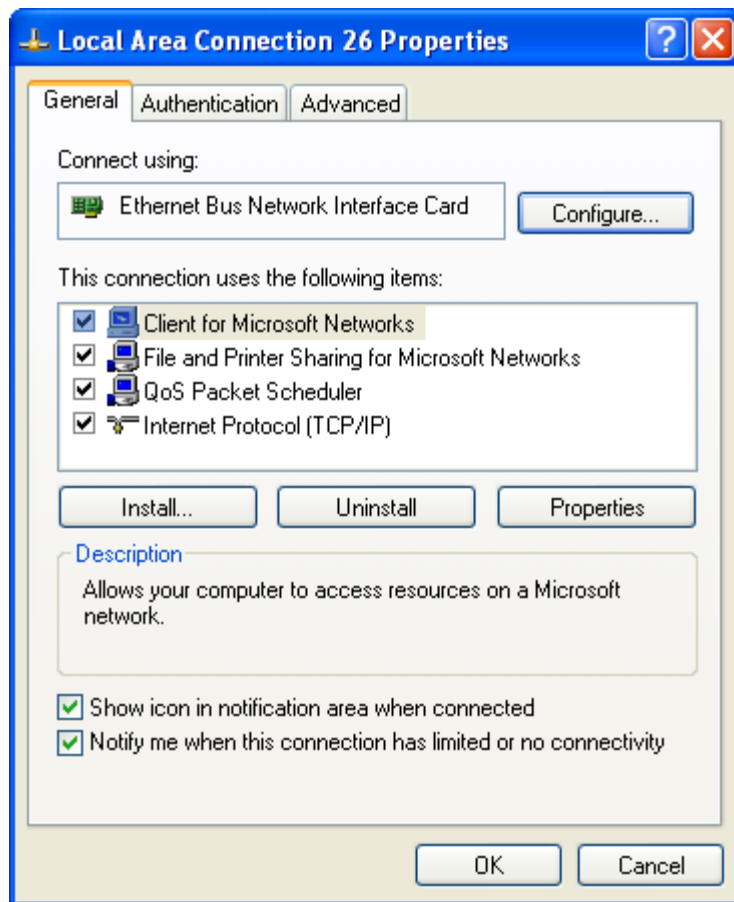 Local Area Connection 26 Properties
General Authentication Advanced
Connect using:
Ethernet Bus Network Interface Card Configure...
This connection uses the following items:
Client for Microsoft Networks
File and Printer Sharing for Microsoft Networks
QoS Packet Scheduler
Internet Protocol (TCP/IP)
Install... Uninstall Properties
Description
Allows your computer to access resources on a Microsoft
network.
Show icon in notification area when connected
Notify me when this connection has limited or no connectivity
OK Cancel